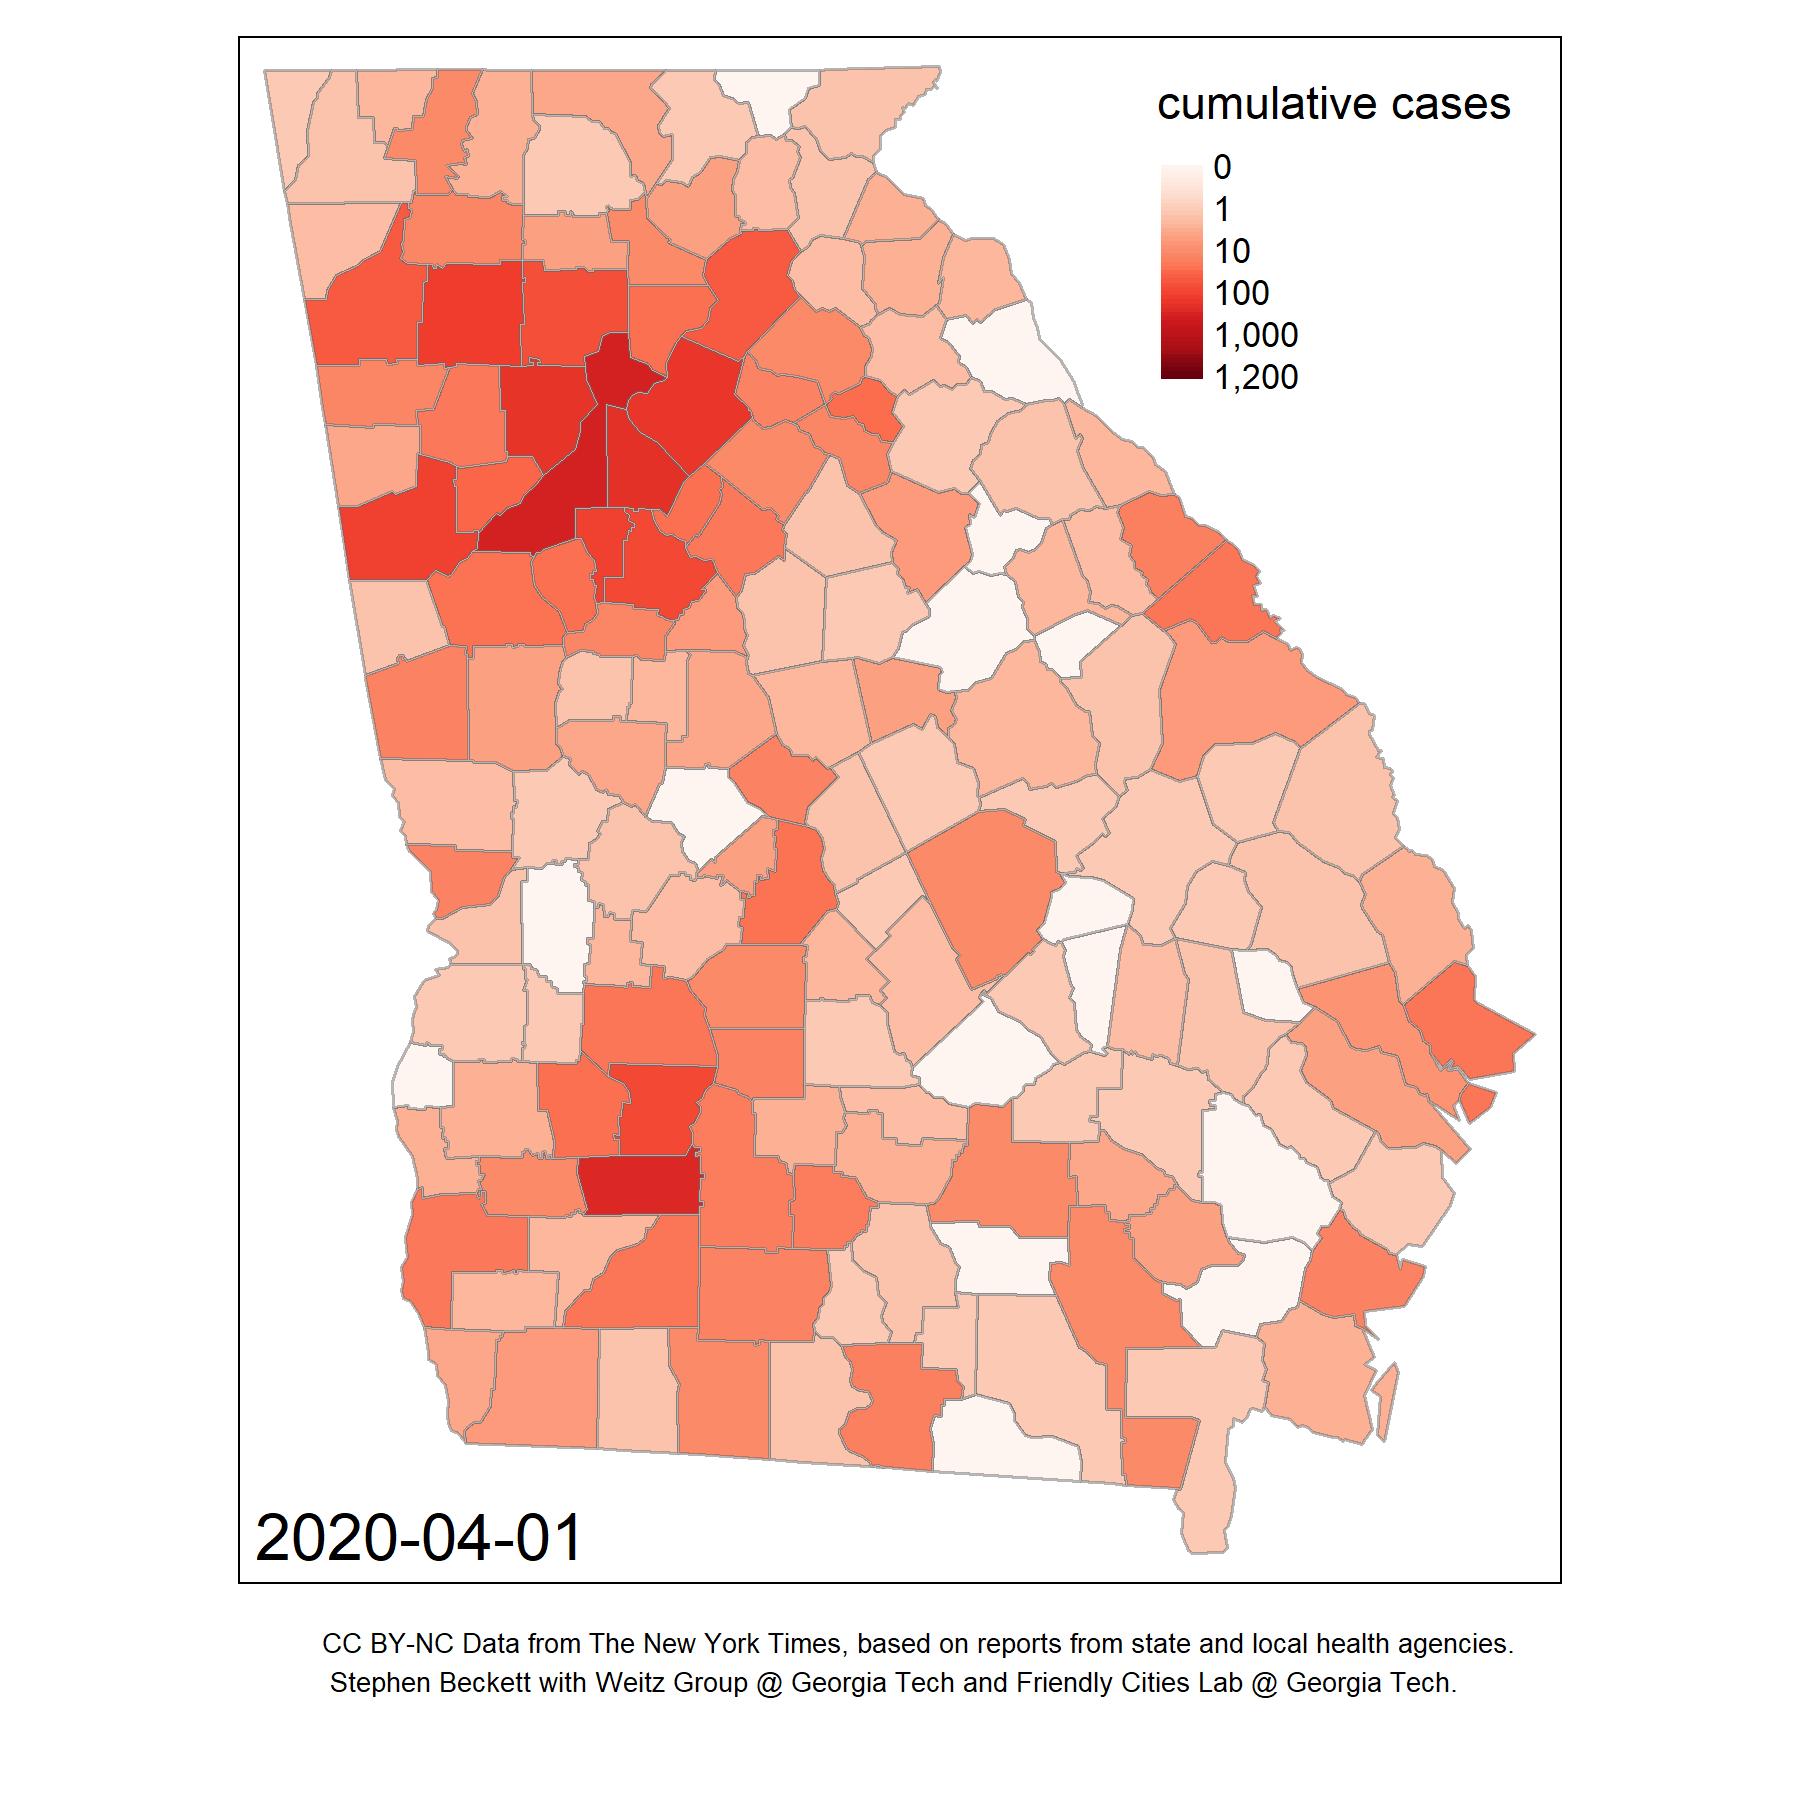 cumulative cases
0
1
10
100
1,000
1,200
2020-04-01
CC BY-NC Data from The New York Times, based on reports from state and local health agencies.
Stephen Beckett with Weitz Group @ Georgia Tech and Friendly Cities Lab @ Georgia Tech.